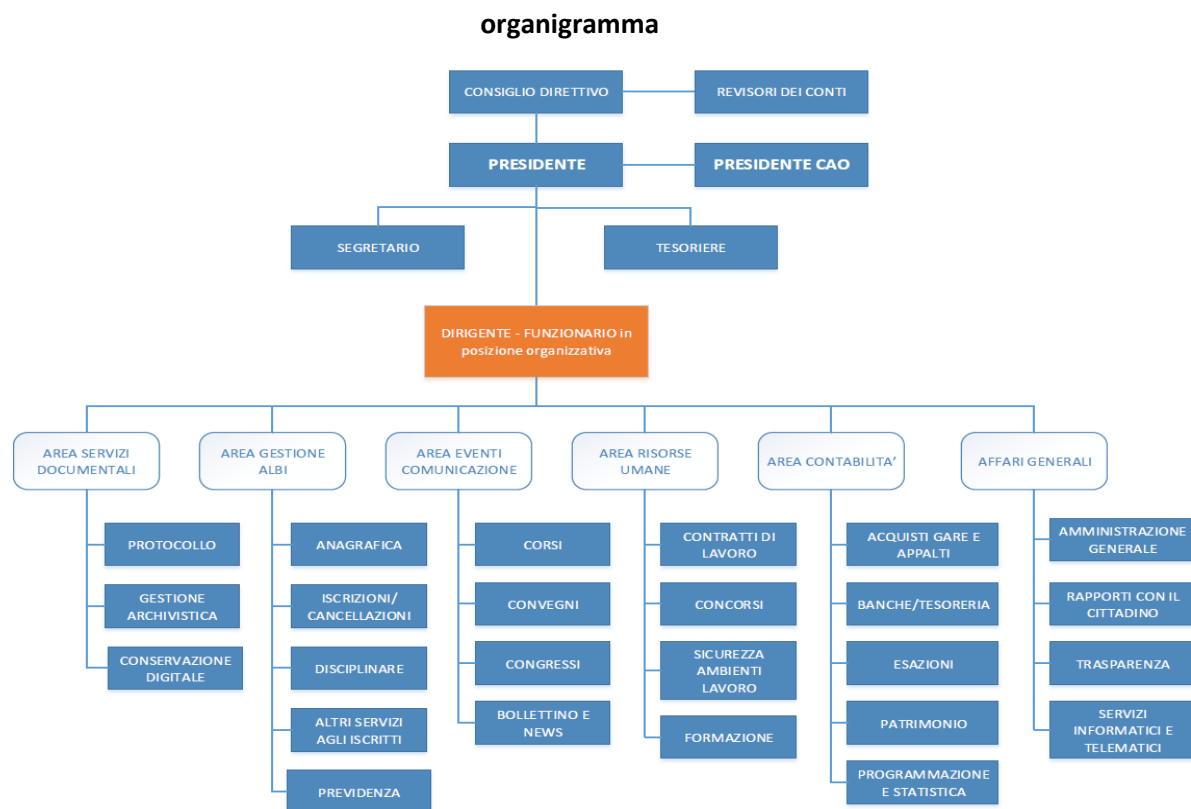 organigramma
CONSIGLIO DIRETTIVO
REVISORI DEI CONTI
PRESIDENTE
PRESIDENTE CAO
SEGRETARIO
TESORIERE
DIRIGENTE - FUNZIONARIO in
posizione organizzativa
AREA SERVIZI
DOCUMENTALI
AREA GESTIONE
ALBI
AREA EVENTI
COMUNICAZIONE
AREA RISORSE
UMANE
AREA CONTABILITA’
AFFARI GENERALI
PROTOCOLLO
GESTIONE
ARCHIVISTICA
CONSERVAZIONE
DIGITALE
ANAGRAFICA
ISCRIZIONI/
CANCELLAZIONI
DISCIPLINARE
ALTRI SERVIZI
AGLI ISCRITTI
PREVIDENZA
CORSI
CONVEGNI
CONGRESSI
BOLLETTINO E
NEWS
CONTRATTI DI
LAVORO
CONCORSI
SICUREZZA
AMBIENTI
LAVORO
FORMAZIONE
ACQUISTI GARE E
APPALTI
BANCHE/TESORERIA
ESAZIONI
PATRIMONIO
PROGRAMMAZIONE
E STATISTICA
AMMINISTRAZIONE
GENERALE
RAPPORTI CON IL
CITTADINO
TRASPARENZA
SERVIZI
INFORMATICI E
TELEMATICI